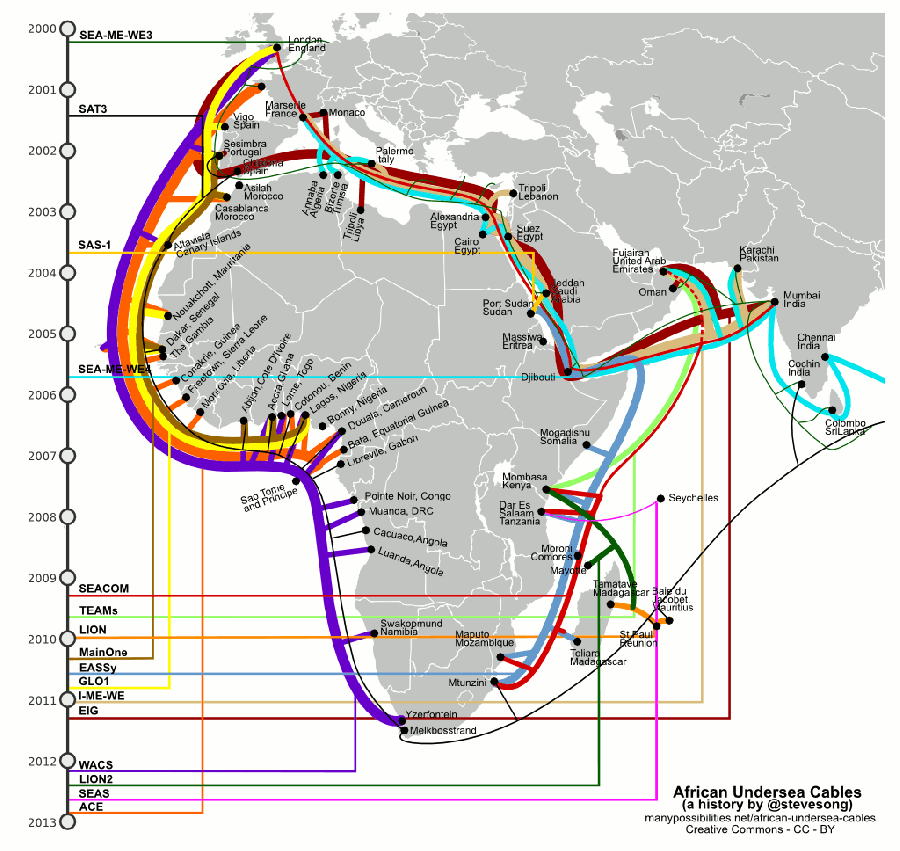 2000
SEA-ME-WE3
2001
SAT3
2002
2003
SAS-1
2004
2005
SEA-ME-WE4
2006
2007
2008
2009
SEACOM
TEAMs
LION
2010
MainOne
EASSy
GLO1
I-ME-WE
2011
EIG
2012
WACS
LION2
SEAS
ACE
2013
London
England
Marseille
France
Monaco
Vigo
Spain
Sesimbra
Portugal
Spain
Palermo
Italy
Asilah
Morocco
Casablanca
Morocco
Annaba
Algeria
Bizerte
Tunisia
Tripoli
Libya
Tripoli
Lebanon
Alexandria
Egypt
Cairo
Egypt
Suez
Egypt
Altavista
Canary Islands
Jeddah
Saudi
Arabia
Port Sudan
Sudan
Massiwa
Eritrea
Djibouti
Fujsiran
United Arab
Emirates
Oman
Karachi
Pakistan
Mumbai
India
Chennai
India
Cochin
India
Colombo
SriLanka
Nouakchott, Mauritania
Dakar, Senegal
The Gambia
Conakrie, Guinea
Freetown, Sierra Leone
Monrovia, Liberia
Abijan, Cote D'Ivoire
Accra Ghana
Lome, Togo
Cotonou, Benin
Lagos, Nigeria
Bonny, Nigeria
Douala, Cameroun
Bata, Equatorial Guinea
Libreville, Gabon
Sao Tome
and Principe
Pointe Noir, Congo
Muanda, DRC
Cacuaco,Angola
Luanda,Angola
Swakopmund
Namibia
Yzerfontein
Melkbosstrand
Mogadishu
Somalia
Mombasa
Kenya
Dar Es
Salaam
Tanzania
Seychelles
Moroni
Comores
Mayotte
Tamatave
Madagascar
Baie du
Jacobet
Mauritius
St Paul
Reunion
Toliara
Madagascar
Maputo
Mozambique
Mtunzini
African Undersea Cables
(a history by @stevesong)
manypossibilities.net/african-undersea-cables
Creative Commons - CC - BY